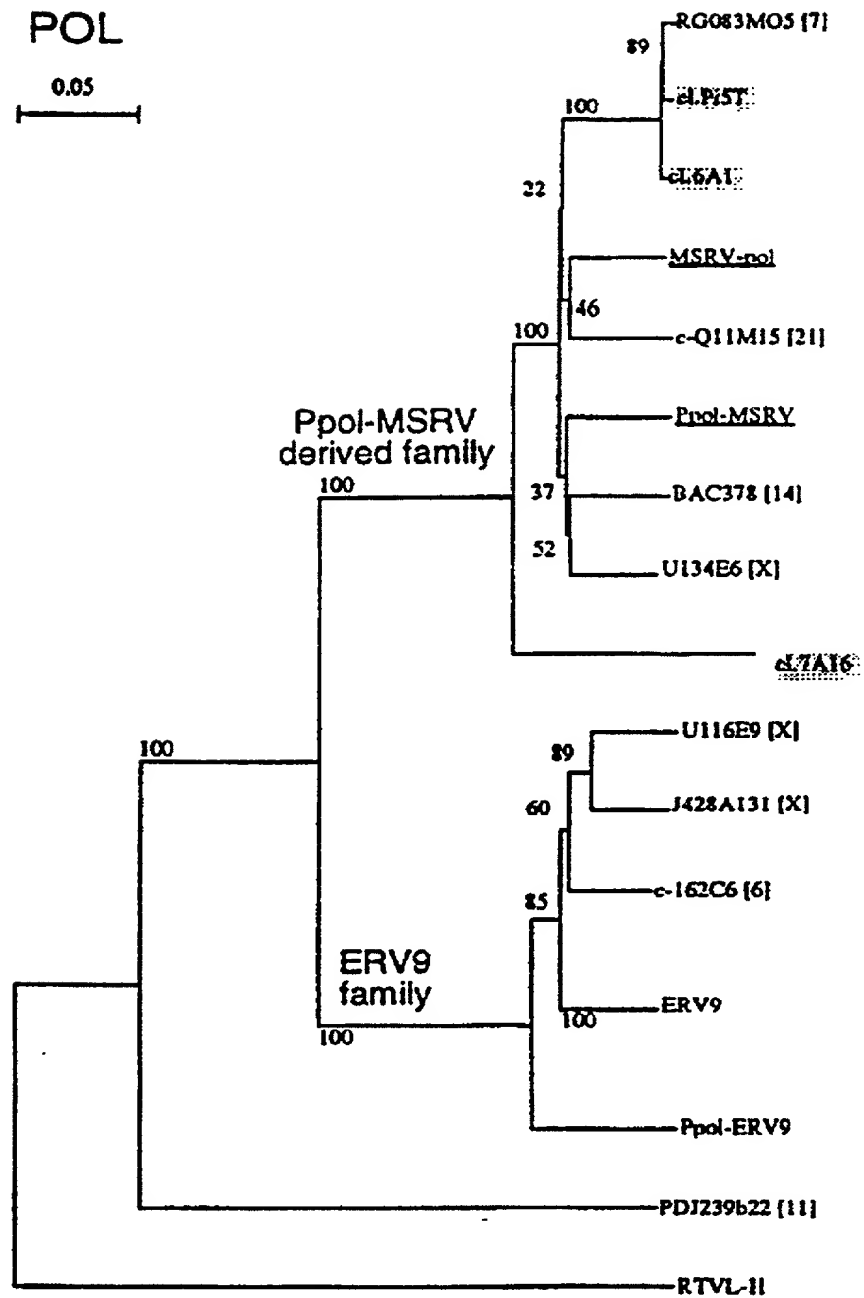 POL
0.05
RG083MO5 [7]
89
cLPi5T
100
cL6A1
22
MSRV-pol
46
100
c-Q11M15 [21]
Ppol-MSRV
Ppol-MSRV
derived family
100
37
BAC378 [14]
52
U134E6 [X]
cL7A16
U116E9 [X]
100
89
J428A131 [X]
60
c-162C6 [6]
85
ERV9
family
ERV9
100
100
Ppol-ERV9
PDJ239b22 [11]
RTVL-H